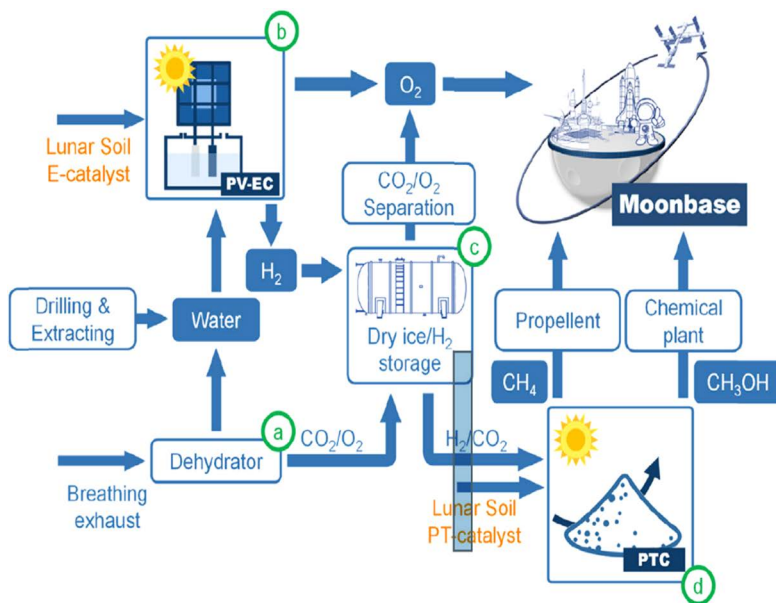 b
O₂
Lunar Soil
E-catalyst
PV-EC
CO₂/O₂
Separation
Moonbase
H₂
c
Drilling &
Extracting
Water
Dry ice/H₂
storage
Propellent
Chemical
plant
CH₄
CH₃OH
a
Dehydrator
CO₂/O₂
H₂/CO₂
Breathing
exhaust
Lunar Soil
PT-catalyst
PTC
d